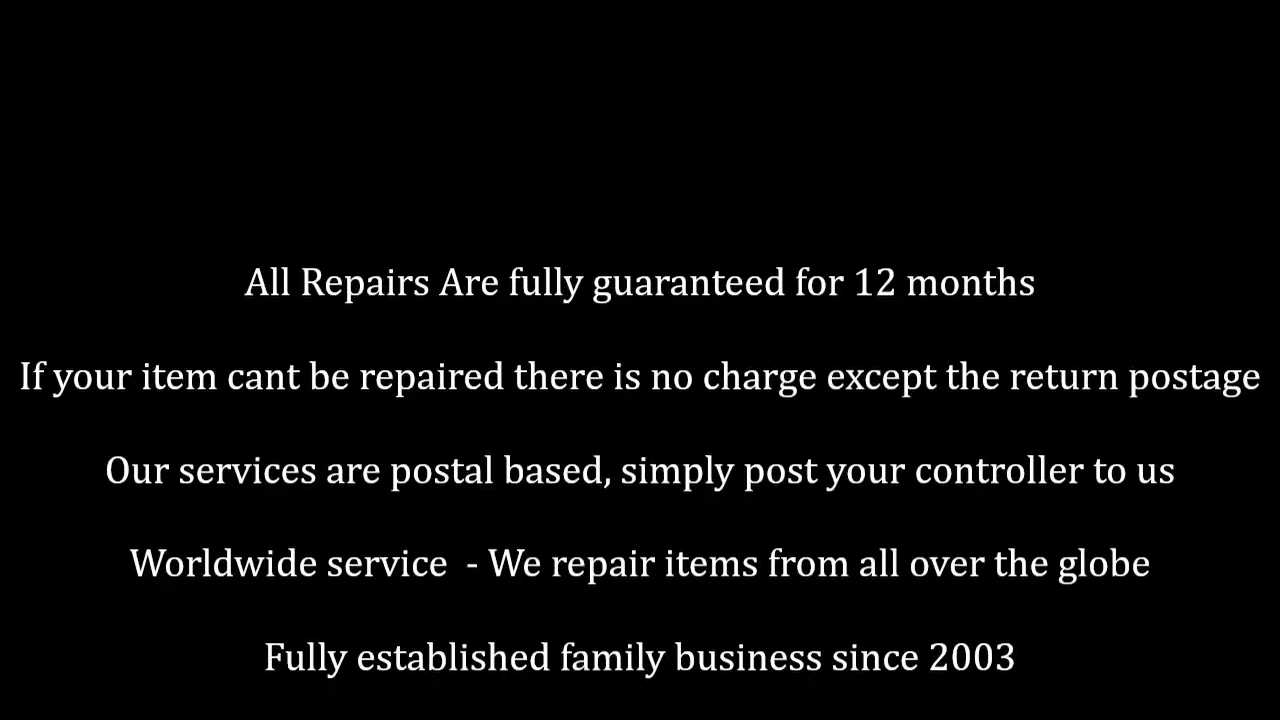 All Repairs Are fully guaranteed for 12 months
If your item cant be repaired there is no charge except the return postage
Our services are postal based, simply post your controller to us
Worldwide service  - We repair items from all over the globe
Fully established family business since 2003